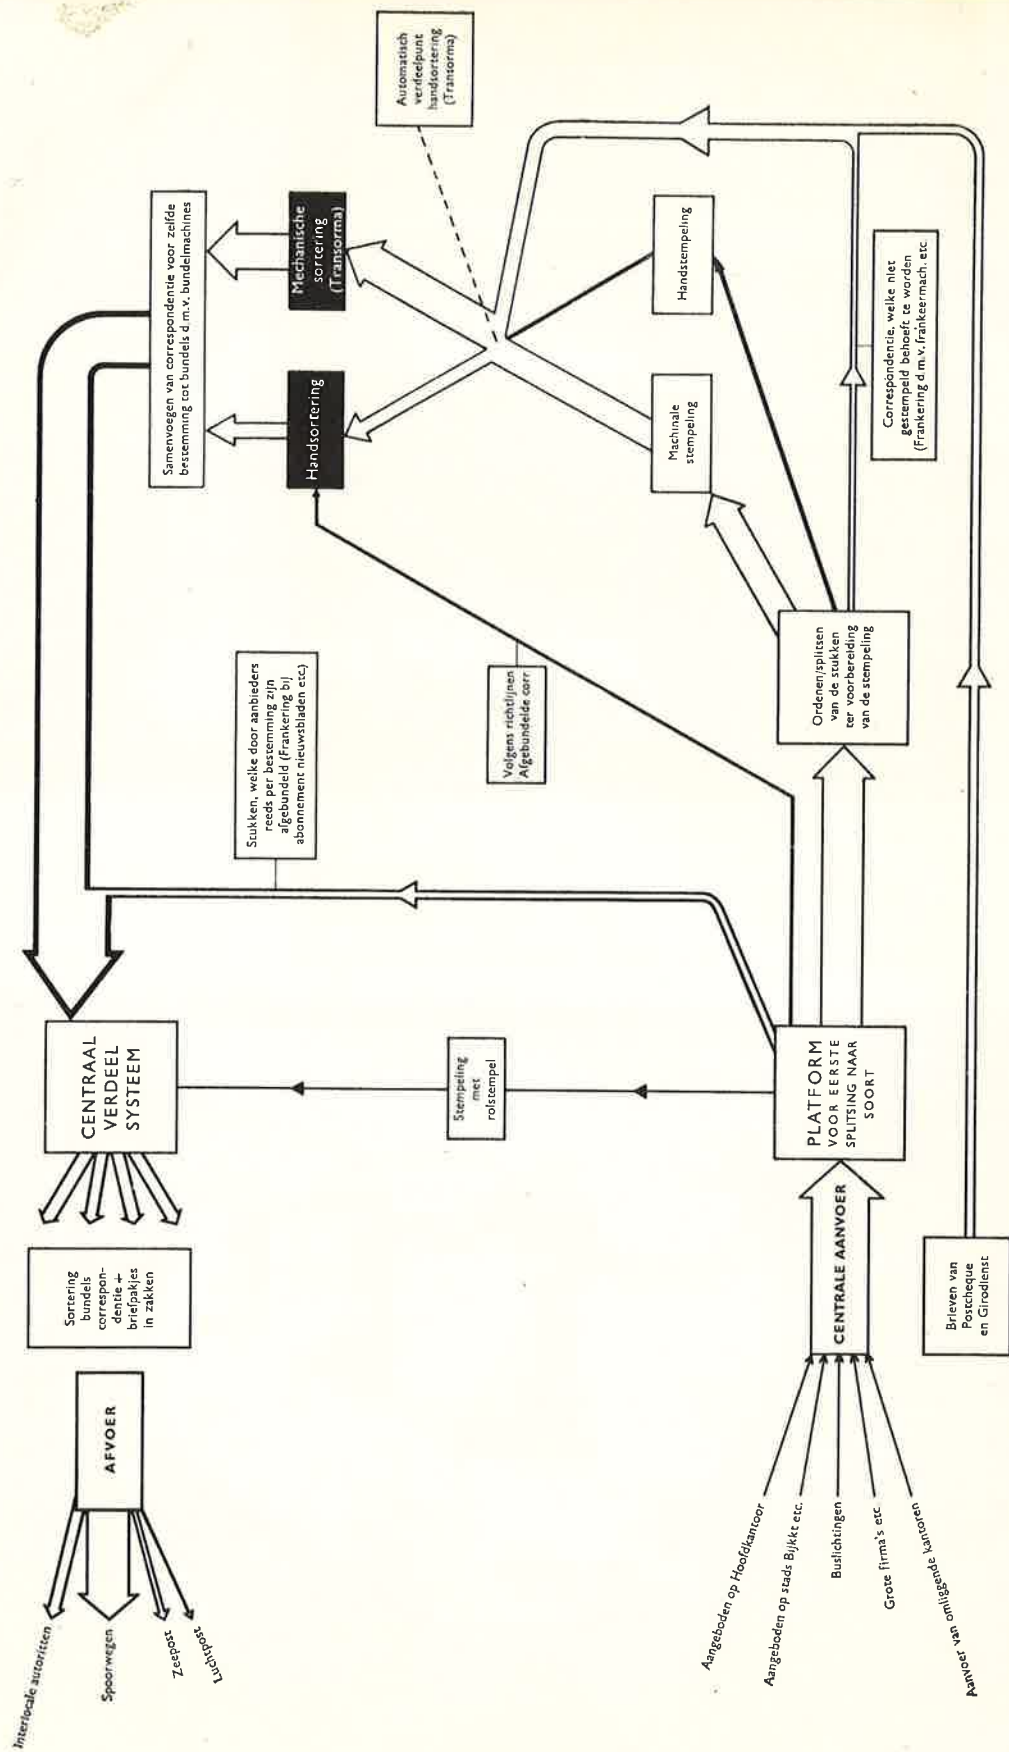 Interlocale autoritten
Spoorwegen
Zeepost
Luchtpost
AFVOER
Sortering
bundels
correspon-
dentie +
briefpakjes
in zakken
CENTRAAL
VERDEEL
SYSTEEM
Stempeling
met
rolstempel
Stukken, welke door aanbieders
reeds per bestemming zijn
afgebundeld (Frankering bij
abonnement nieuwsbladen etc.)
Volgens richtlijnen
Afgebundelde corr
Samenvoegen van correspondentie voor zelfde
bestemming tot bundels d.m.v. bundelmachines
Handsortering
Mechanische
sortering
(Transorma)
Automatisch
verdeelpunt
handsortering
(Transorma)
Machinale
stempeling
Handstempeling
Aangeboden op Hoofdkantoor
Aangeboden op stads Bijkkt etc.
Buslichtingen
Grote firma's etc.
Aanvoer van omliggende kantoren
CENTRALE AANVOER
PLATFORM
VOOR EERSTE
SPLITSING NAAR
SOORT
Ordenen/splitsen
van de stukken
ter voorbereiding
van de stempeling
Correspondentie, welke niet
gestempeld behoeft te worden
(Frankering d.m.v. frankeermach. etc.
Brieven van
Postcheque
en Girodienst